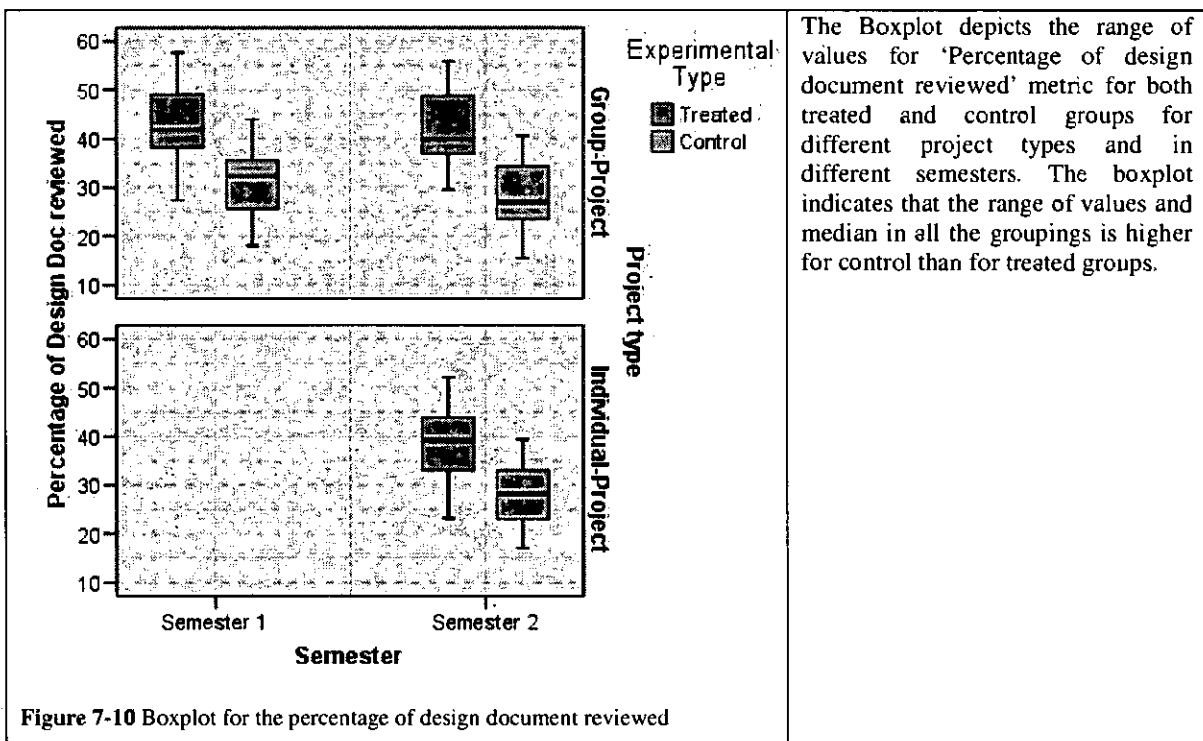 60
50
40
30
20
10
60
50
40
30
20
10
Percentage of Design Doc reviewed
Group-Project
Individual-Project
Project type
Semester 1
Semester 2
Semester
Experimental
Type
Treated
Control
Figure 7-10 Boxplot for the percentage of design document reviewed
The Boxplot depicts the range of
values for ‘Percentage of design
document reviewed’ metric for both
treated and control groups for
different project types and in
different semesters. The boxplot
indicates that the range of values and
median in all the groupings is higher
for control than for treated groups.